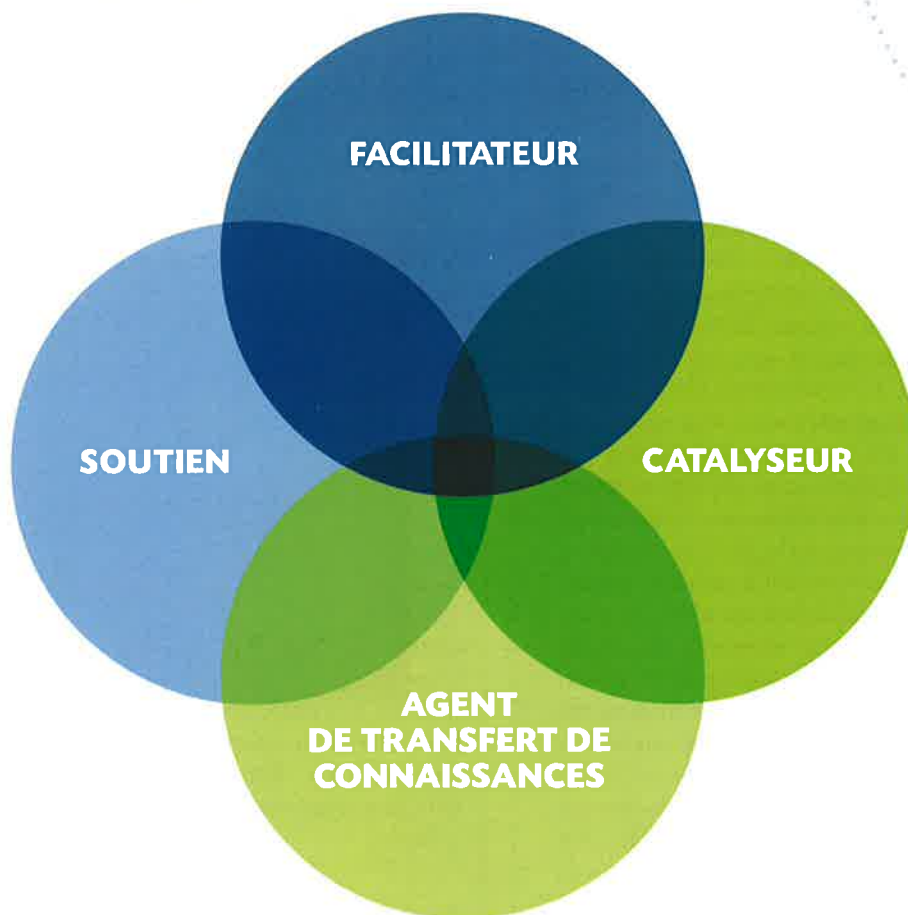 FACILITATEUR
SOUTIEN
CATALYSEUR
AGENT
DE TRANSFERT DE
CONNAISSANCES